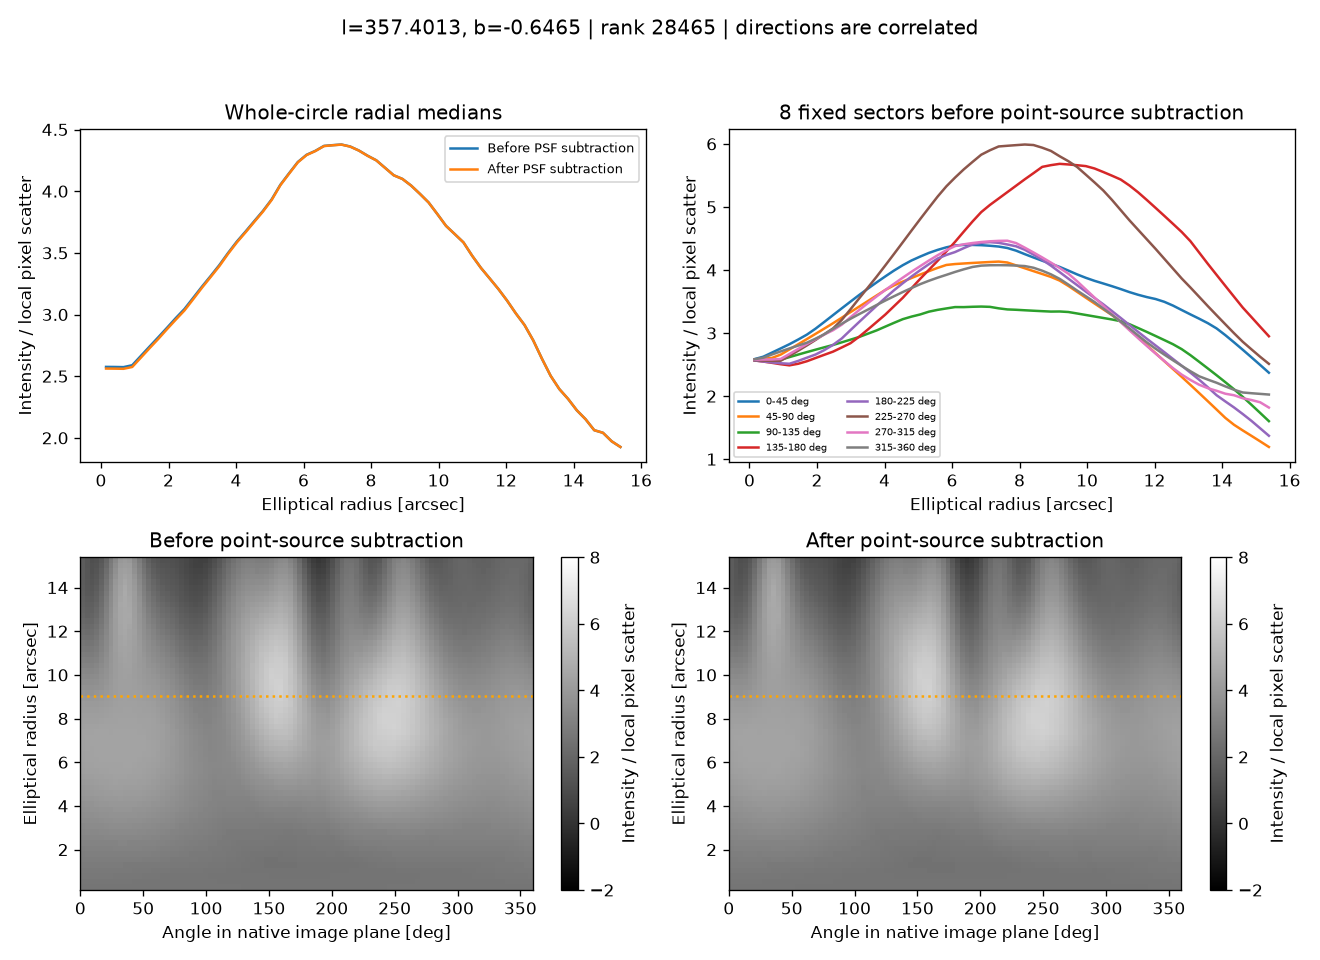 l=357.4013, b=-0.6465 | rank 28465 | directions are correlated
Whole-circle radial medians
4.5
4.0
3.5
3.0
2.5
2.0
Intensity / local pixel scatter
Before PSF subtraction
After PSF subtraction
0 2 4 6 8 10 12 14 16
Elliptical radius [arcsec]
8 fixed sectors before point-source subtraction
6
5
4
3
2
1
Intensity / local pixel scatter
0-45 deg
45-90 deg
90-135 deg
135-180 deg
180-225 deg
225-270 deg
270-315 deg
315-360 deg
0 2 4 6 8 10 12 14 16
Elliptical radius [arcsec]
Before point-source subtraction
14
12
10
8
6
4
2
Elliptical radius [arcsec]
0 50 100 150 200 250 300 350
Angle in native image plane [deg]
8
6
4
2
0
−2
Intensity / local pixel scatter
After point-source subtraction
14
12
10
8
6
4
2
Elliptical radius [arcsec]
0 50 100 150 200 250 300 350
Angle in native image plane [deg]
8
6
4
2
0
−2
Intensity / local pixel scatter